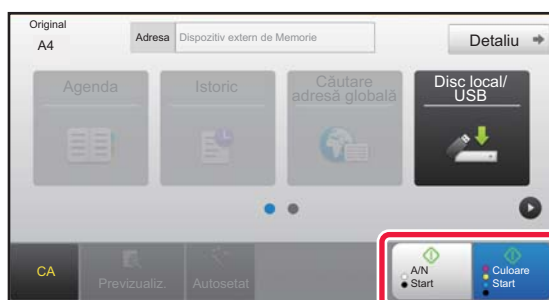 Original
A4
Adresa
Dispozitiv extern de Memorie
Detaliu
Agenda
Istoric
Căutare
adresă globală
Disc local/
USB
CA
Previzualiz.
Autosetat
A/N
Start
Culoare
Start